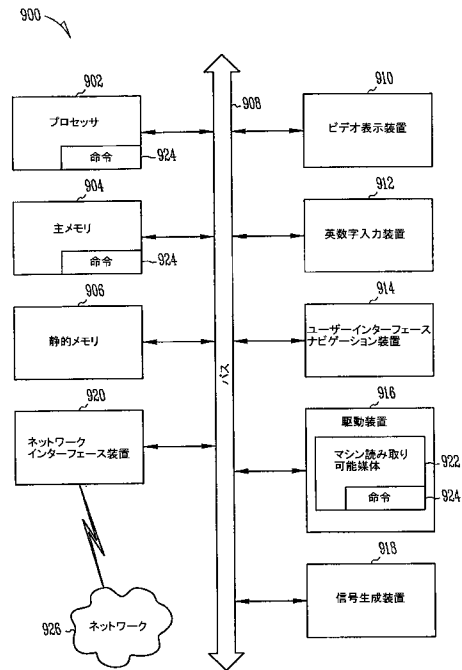 900
902
プロセッサ
命令
924
904
主メモリ
命令
924
906
静的メモリ
920
ネットワーク
インターフェース装置
926
ネットワーク
908
バス
910
ビデオ表示装置
912
英数字入力装置
914
ユーザーインターフェース
ナビゲーション装置
916
駆動装置
マシン読み取り
可能媒体
922
命令
924
918
信号生成装置